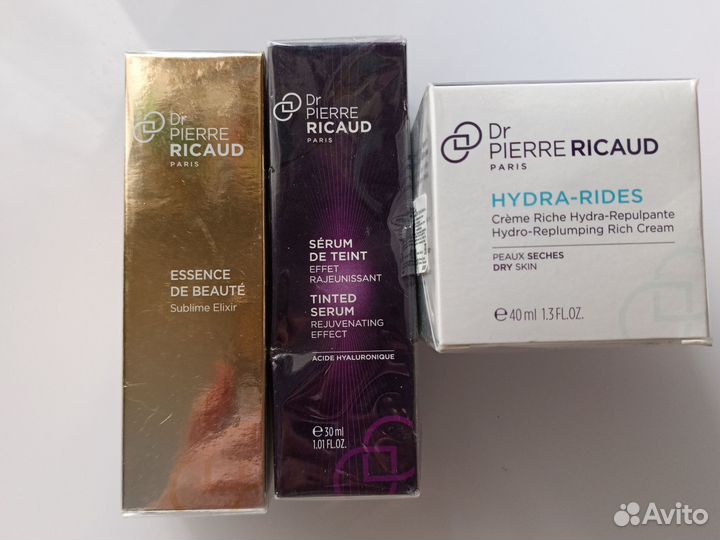 Dr
PIERRE
RICAUD
PARIS
ESSENCE
DE BEAUTÉ
Sublime Elixir
Dr
PIERRE
RICAUD
PARIS
SÉRUM
DE TEINT
EFFET
RAJEUNISSANT
TINTED
SERUM
REJUVENATING
EFFECT
ACIDE HYALURONIQUE
℮ 30 ml
1.01 FL.OZ.
Dr
PIERRE RICAUD
PARIS
HYDRA-RIDES
Crème Riche Hydra-Repulpante
Hydro-Replumping Rich Cream
PEAUX SECHES
DRY SKIN
℮ 40 ml 1.3 FL.OZ.
Avito